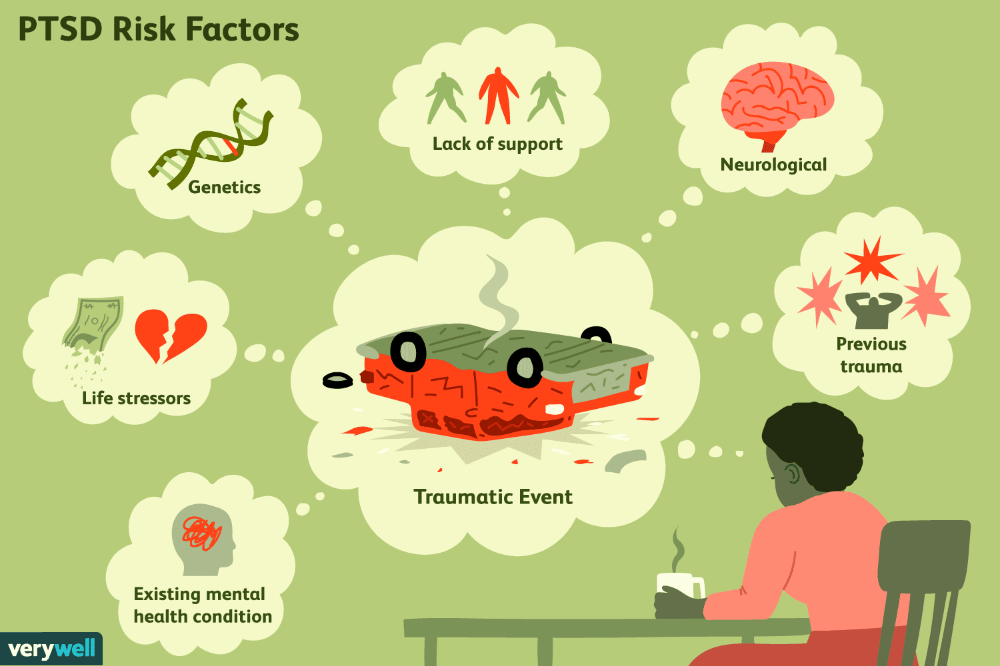 PTSD Risk Factors
Genetics
Lack of support
Neurological
Life stressors
Previous
trauma
Traumatic Event
Existing mental
health condition
verywell